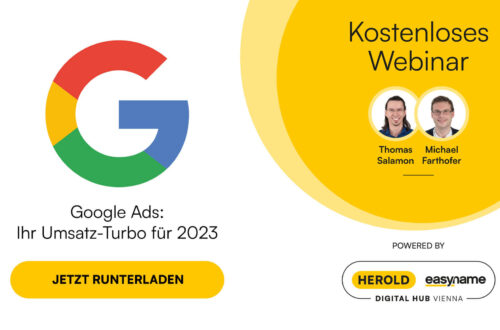 Kostenloses
Webinar
Thomas
Salamon
Michael
Farthofer
Google Ads:
Ihr Umsatz-Turbo für 2023
JETZT RUNTERLADEN
POWERED BY
HEROLD easyname
DIGITAL HUB VIENNA